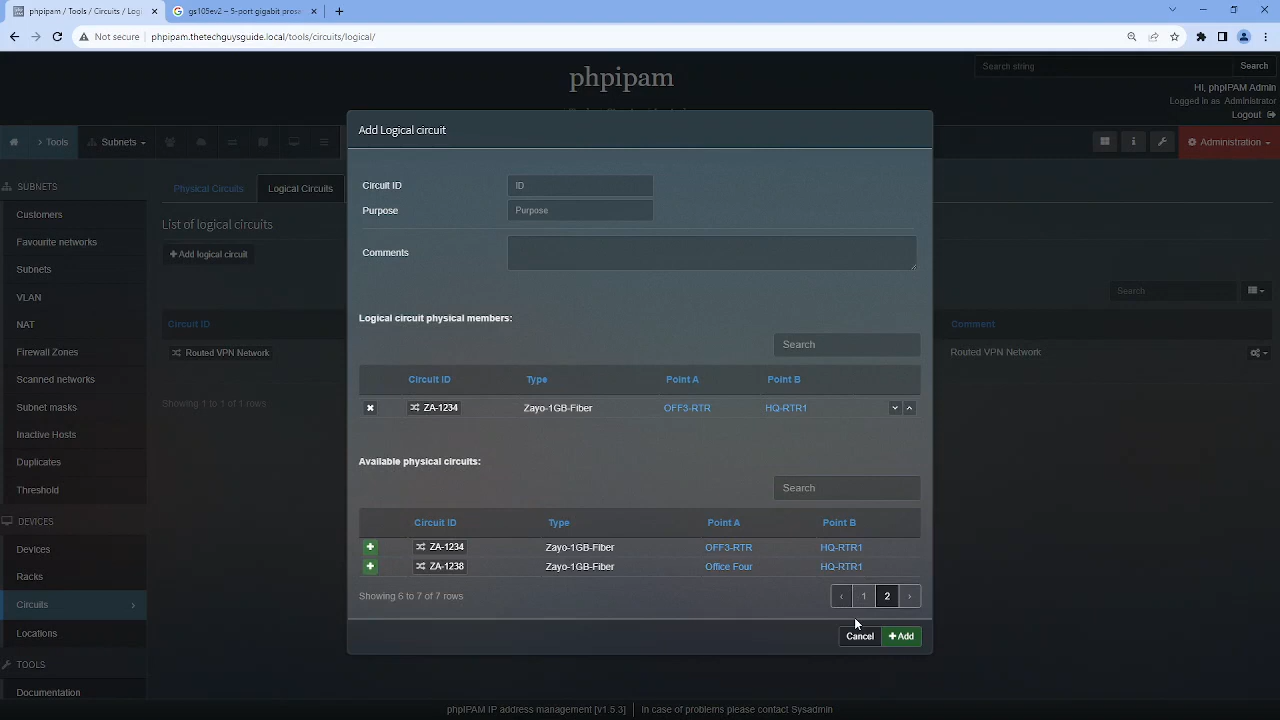 phpipam / Tools / Circuits / Logi
gs105ev2 – 5-port gigabit prose
Not secure
phpipam.thetechguysguide.local/tools/circuits/logical/
phpipam
Search string
Search
Hi, phpIPAM Admin
Logged in as Administrator
Logout
Tools
Subnets
Administration
SUBNETS
Customers
Favourite networks
Subnets
VLAN
NAT
Firewall Zones
Scanned networks
Subnet masks
Inactive Hosts
Duplicates
Threshold
DEVICES
Devices
Racks
Circuits
Locations
TOOLS
Documentation
Physical Circuits
Logical Circuits
List of logical circuits
Add logical circuit
Search
Circuit ID
Comment
Routed VPN Network
Routed VPN Network
Showing 1 to 1 of 1 rows
Add Logical circuit
Circuit ID
ID
Purpose
Purpose
Comments
Logical circuit physical members:
Search
Circuit ID Type Point A Point B
ZA-1234 Zayo-1GB-Fiber OFF3-RTR HQ-RTR1
Available physical circuits:
Search
Circuit ID Type Point A Point B
ZA-1234 Zayo-1GB-Fiber OFF3-RTR HQ-RTR1
ZA-1238 Zayo-1GB-Fiber Office Four HQ-RTR1
Showing 6 to 7 of 7 rows
‹ 1 2 ›
Cancel
Add
phpIPAM IP address management [v1.5.3]
In case of problems please contact Sysadmin